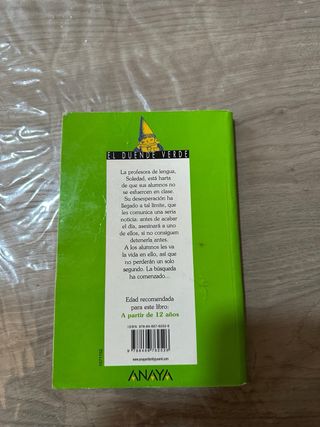 EL DUENDE VERDE
La profesora de lengua,
Soledad, está harta
de que sus alumnos no
se esfuercen en clase.
Su desesperación ha
llegado a tal límite, que
les comunica una seria
noticia: antes de acabar
el día, asesinará a uno
de ellos, si no consiguen
detenerla antes.
A los alumnos les va
la vida en ello, así
que no perderán un solo
segundo. La búsqueda
ha comenzado...
Edad recomendada
para este libro:
A partir de 12 años
ANAYA